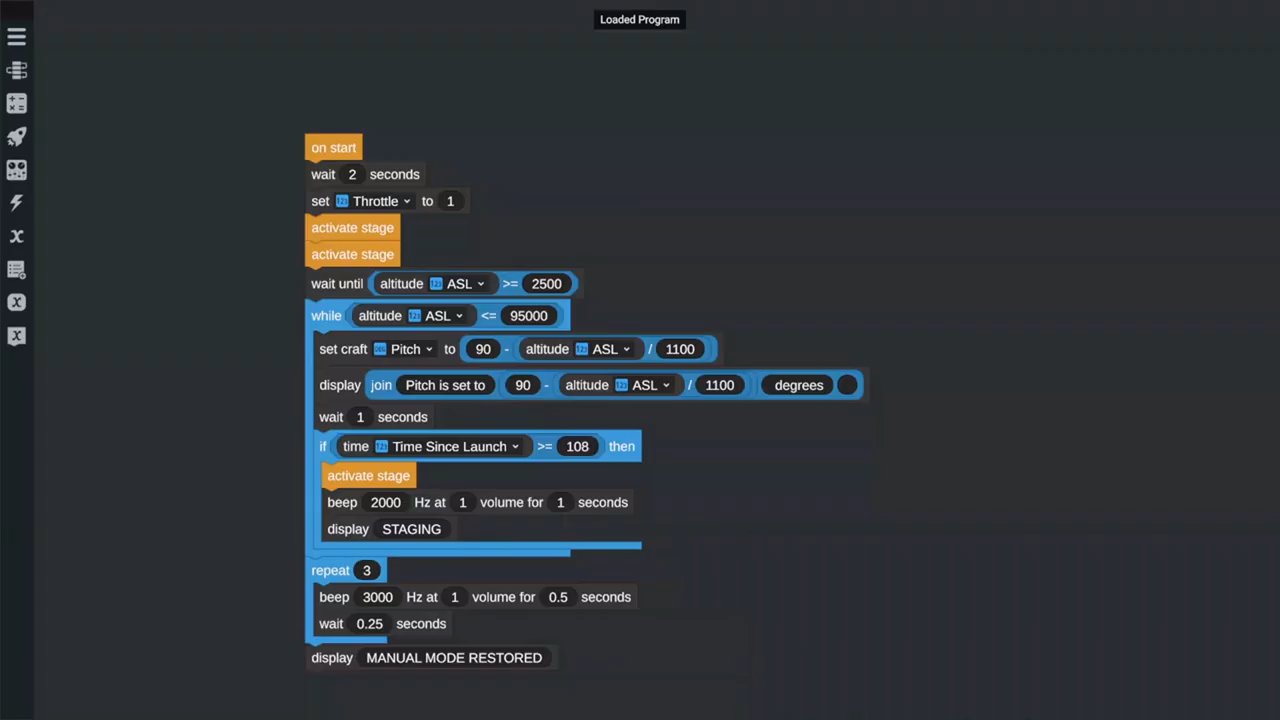 Loaded Program
on start
wait 2 seconds
set Throttle to 1
activate stage
activate stage
wait until altitude ASL >= 2500
while altitude ASL <= 95000
set craft Pitch to 90 - altitude ASL / 1100
display join Pitch is set to 90 - altitude ASL / 1100 degrees
wait 1 seconds
if time Time Since Launch >= 108 then
activate stage
beep 2000 Hz at 1 volume for 1 seconds
display STAGING
repeat 3
beep 3000 Hz at 1 volume for 0.5 seconds
wait 0.25 seconds
display MANUAL MODE RESTORED